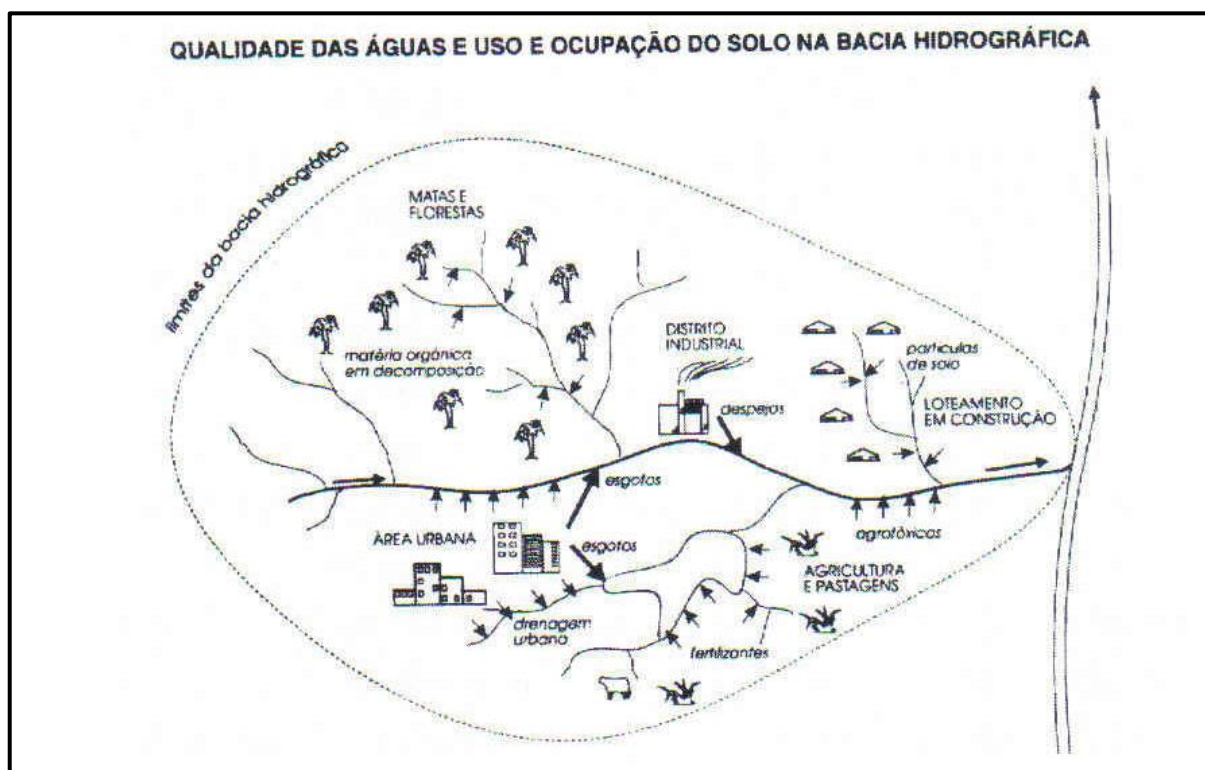 QUALIDADE DAS ÁGUAS E USO E OCUPAÇÃO DO SOLO NA BACIA HIDROGRÁFICA
limites da bacia hidrográfica
MATAS E
FLORESTAS
matéria orgânica
em decomposição
DISTRITO
INDUSTRIAL
despejos
partículas
de solo
LOTEAMENTO
EM CONSTRUÇÃO
esgotos
ÁREA URBANA
esgotos
agrotóxicos
AGRICULTURA
E PASTAGENS
drenagem
urbana
fertilizantes